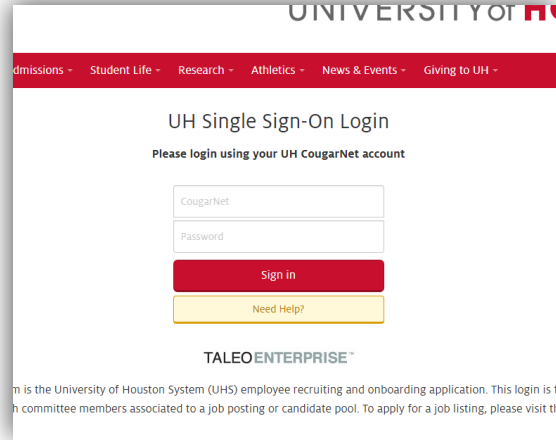 UNIVERSITY of
Student Life Research Athletics News & Events Giving to UH
UH Single Sign-On Login
Please login using your UH CougarNet account
CougarNet
Password
Sign in
Need Help?
TALEO ENTERPRISE™
is the University of Houston System (UHS) employee recruiting and onboarding application. This login is
committee members associated to a job posting or candidate pool. To apply for a job listing, please visit